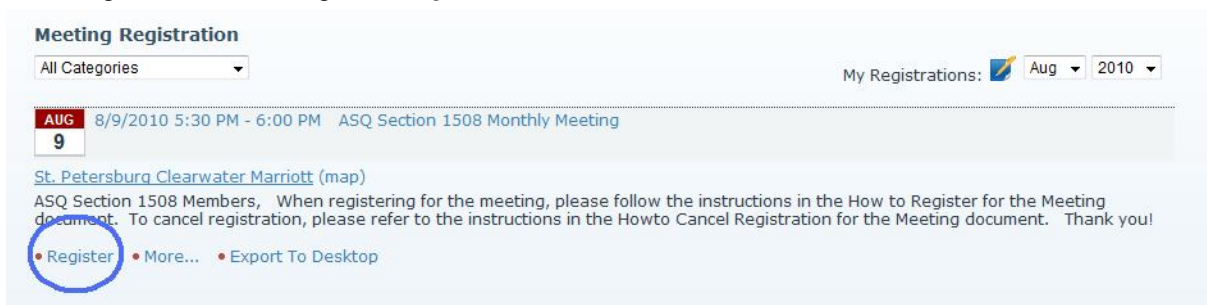 Meeting Registration
All Categories
My Registrations: Aug 2010
AUG 8/9/2010 5:30 PM - 6:00 PM ASQ Section 1508 Monthly Meeting
9
St. Petersburg Clearwater Marriott (map)
ASQ Section 1508 Members, When registering for the meeting, please follow the instructions in the How to Register for the Meeting
document. To cancel registration, please refer to the instructions in the Howto Cancel Registration for the Meeting document. Thank you!
• Register • More... • Export To Desktop